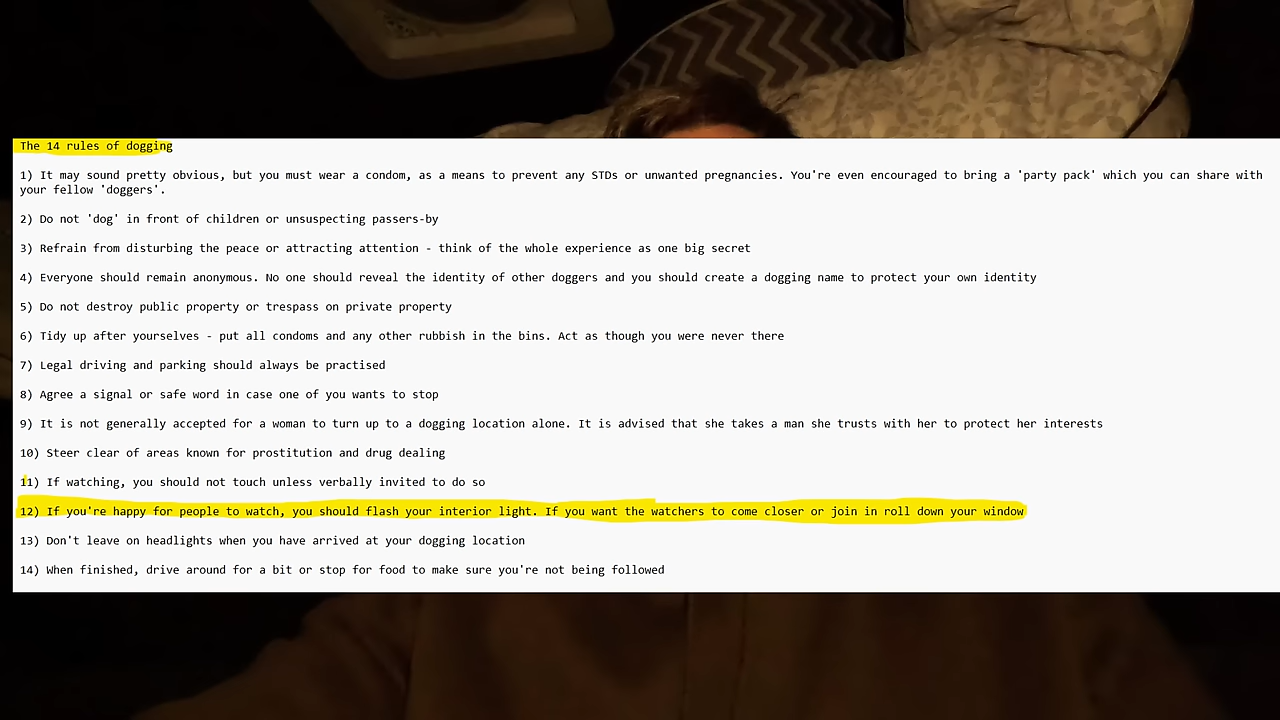 The 14 rules of dogging
1) It may sound pretty obvious, but you must wear a condom, as a means to prevent any STDs or unwanted pregnancies. You're even encouraged to bring a 'party pack' which you can share with
your fellow 'doggers'.
2) Do not 'dog' in front of children or unsuspecting passers-by
3) Refrain from disturbing the peace or attracting attention - think of the whole experience as one big secret
4) Everyone should remain anonymous. No one should reveal the identity of other doggers and you should create a dogging name to protect your own identity
5) Do not destroy public property or trespass on private property
6) Tidy up after yourselves - put all condoms and any other rubbish in the bins. Act as though you were never there
7) Legal driving and parking should always be practised
8) Agree a signal or safe word in case one of you wants to stop
9) It is not generally accepted for a woman to turn up to a dogging location alone. It is advised that she takes a man she trusts with her to protect her interests
10) Steer clear of areas known for prostitution and drug dealing
11) If watching, you should not touch unless verbally invited to do so
12) If you're happy for people to watch, you should flash your interior light. If you want the watchers to come closer or join in roll down your window
13) Don't leave on headlights when you have arrived at your dogging location
14) When finished, drive around for a bit or stop for food to make sure you're not being followed